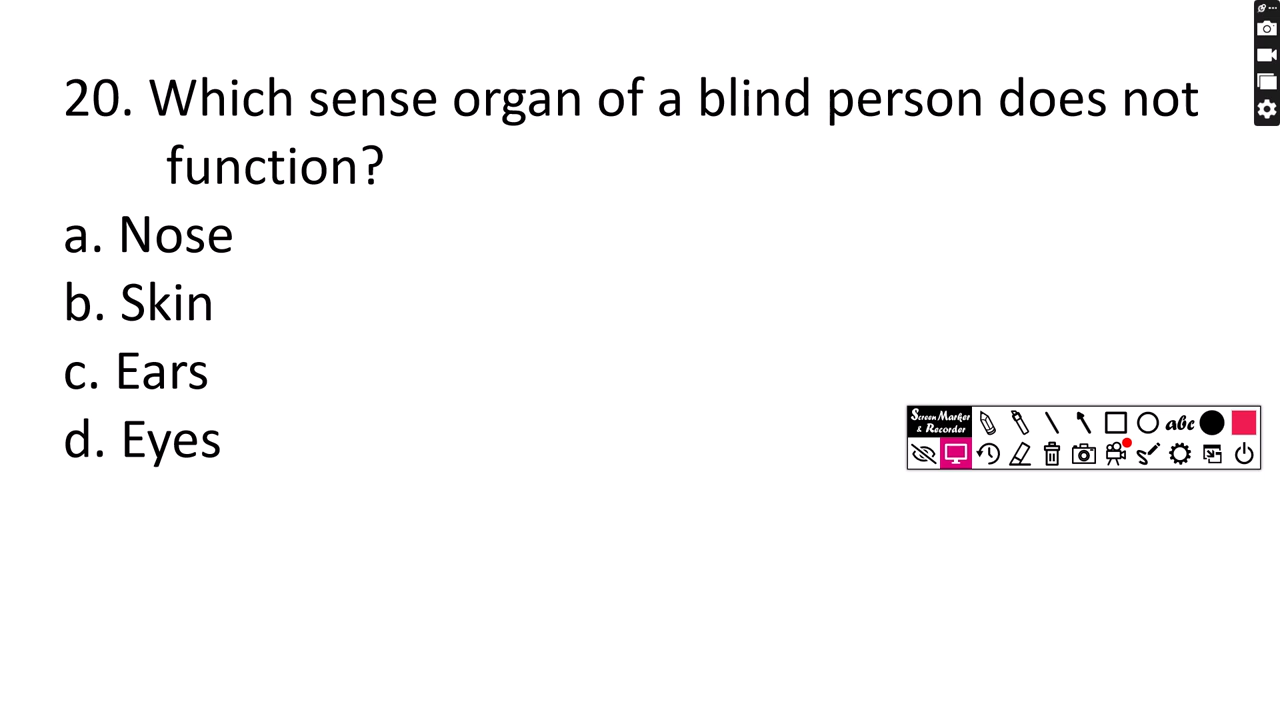 20. Which sense organ of a blind person does not
function?
a. Nose
b. Skin
c. Ears
d. Eyes
Screen Marker
& Recorder
abc